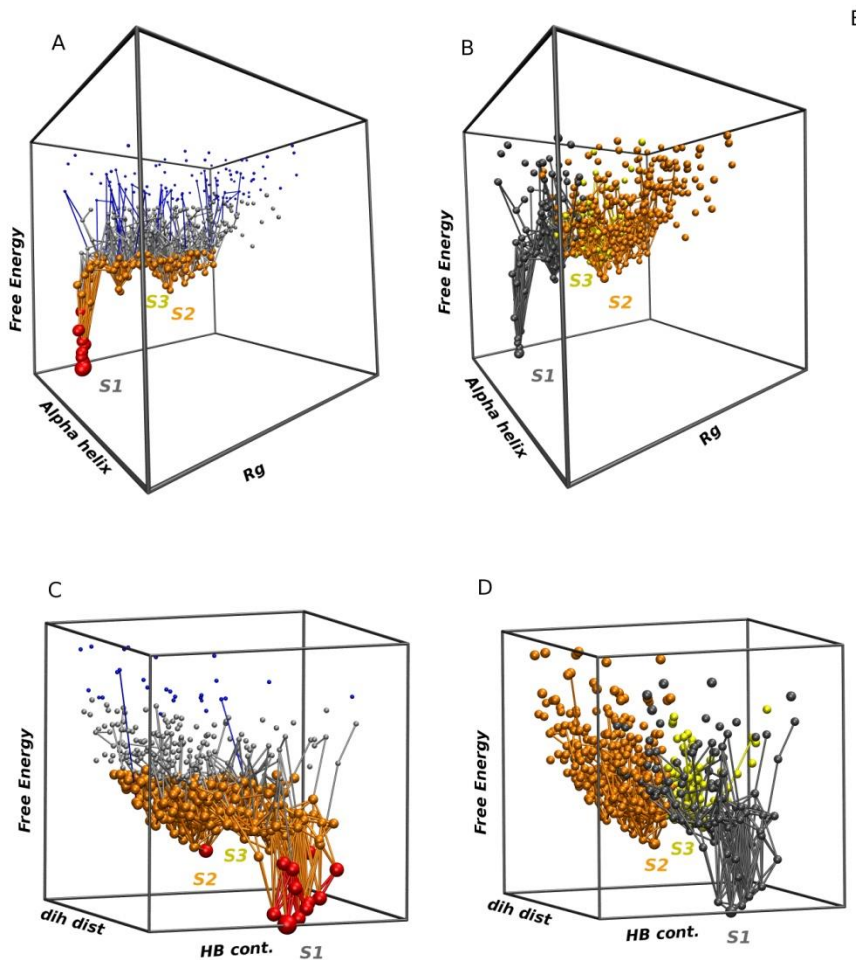 A
B
E
Free Energy
S3
S2
S1
Alpha helix
Rg
Free Energy
S3
S2
S1
Alpha helix
Rg
C
D
Free Energy
S3
S2
dih dist
HB cont.
S1
Free Energy
S3
S2
dih dist
HB cont.
S1